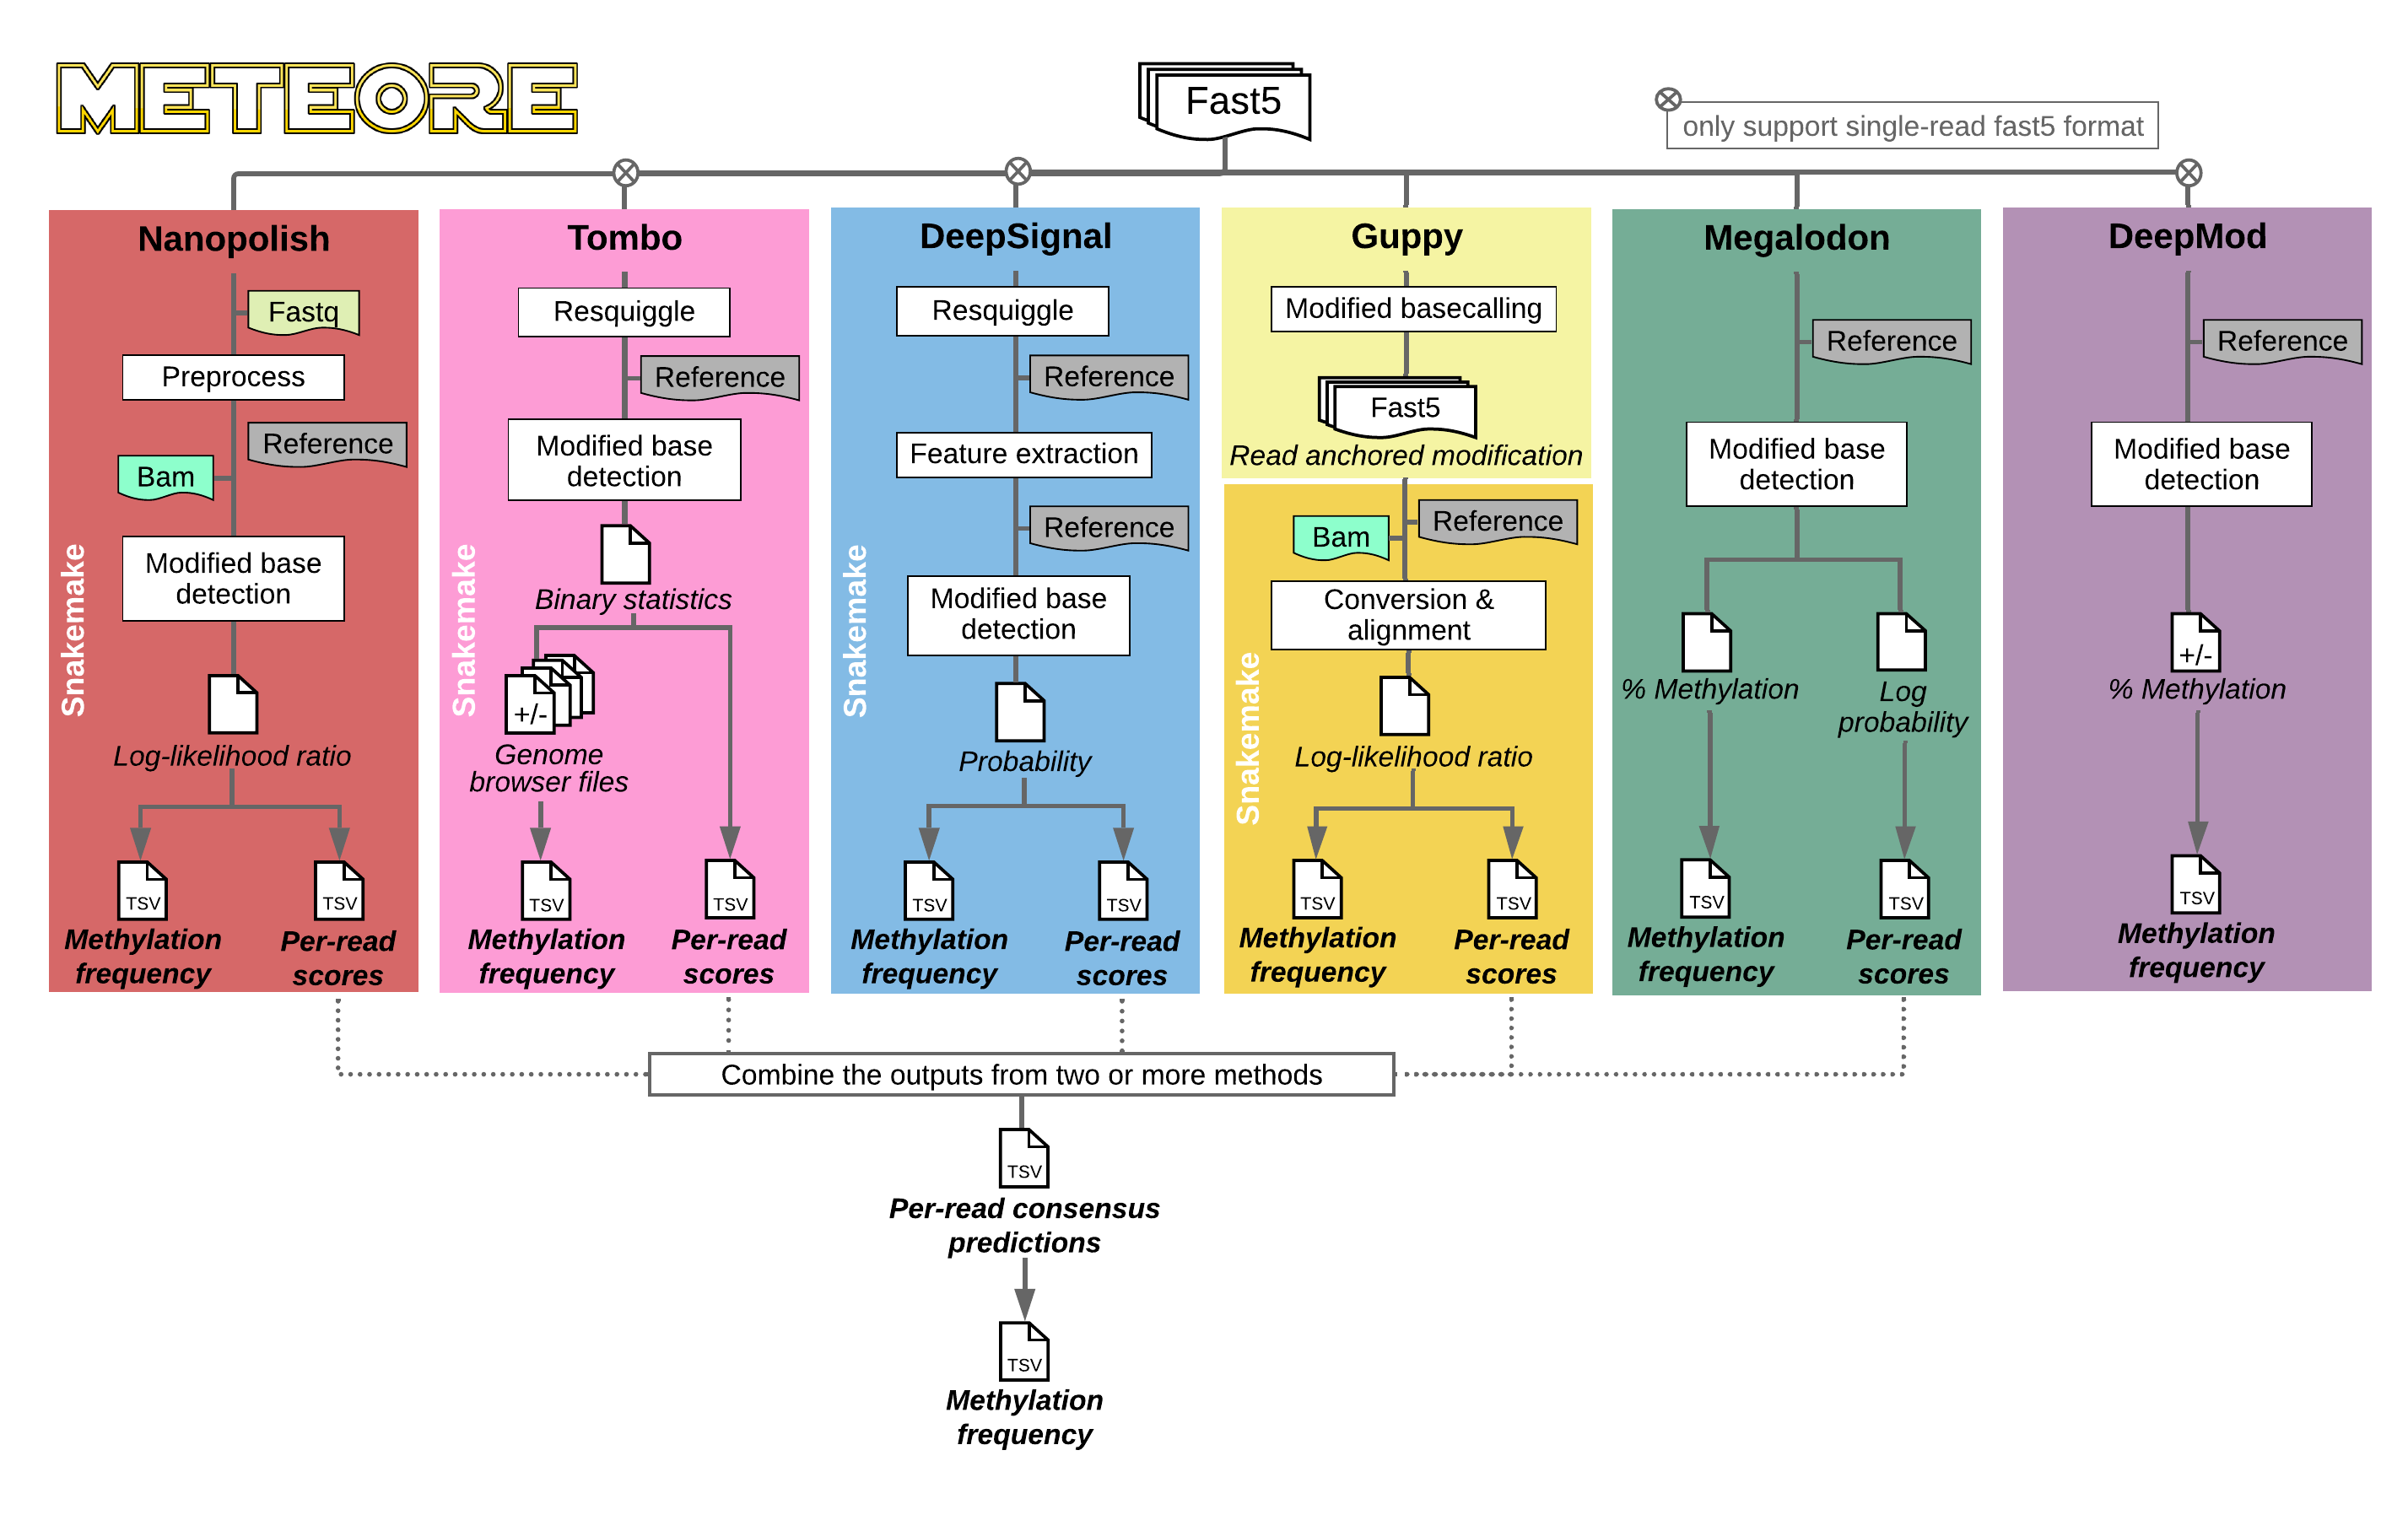 METEORE
Fast5
only support single-read fast5 format
Nanopolish
Fastq
Preprocess
Reference
Bam
Modified base
detection
Snakemake
Log-likelihood ratio
TSV
TSV
Methylation
frequency
Per-read
scores
Tombo
Resquiggle
Reference
Modified base
detection
Snakemake
Binary statistics
+/-
Genome
browser files
TSV
TSV
Methylation
frequency
Per-read
scores
DeepSignal
Resquiggle
Reference
Feature extraction
Reference
Snakemake
Modified base
detection
Probability
TSV
TSV
Methylation
frequency
Per-read
scores
Guppy
Modified basecalling
Fast5
Read anchored modification
Reference
Bam
Conversion &
alignment
Snakemake
Log-likelihood ratio
TSV
TSV
Methylation
frequency
Per-read
scores
Megalodon
Reference
Modified base
detection
% Methylation
Log
probability
TSV
TSV
Methylation
frequency
Per-read
scores
DeepMod
Reference
Modified base
detection
+/-
% Methylation
TSV
Methylation
frequency
Combine the outputs from two or more methods
TSV
Per-read consensus
predictions
TSV
Methylation
frequency